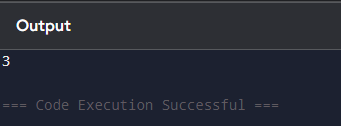 Output
3
=== Code Execution Successful ===